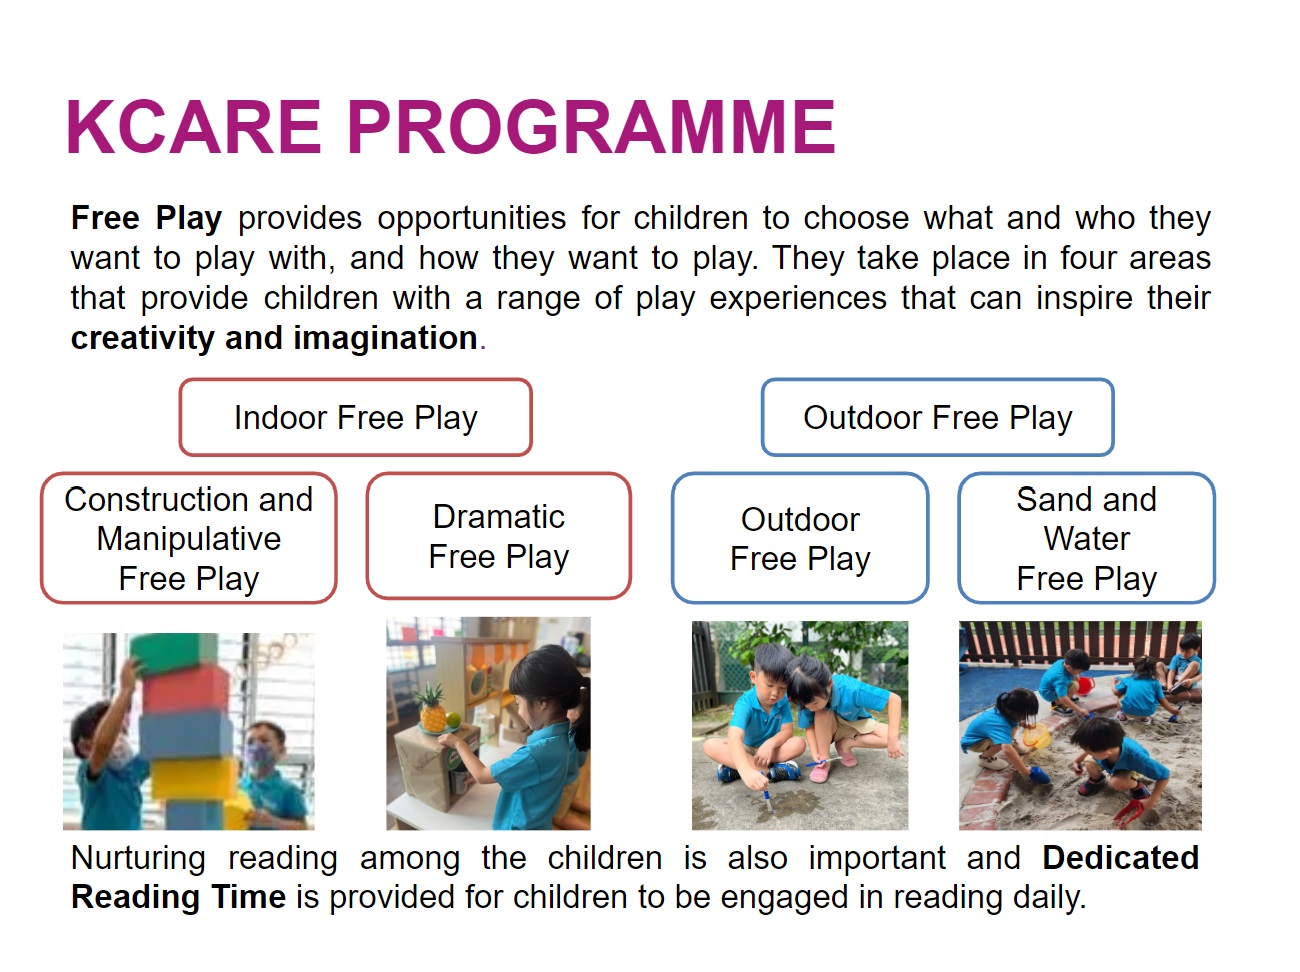 KCARE PROGRAMME
Free Play provides opportunities for children to choose what and who they
want to play with, and how they want to play. They take place in four areas
that provide children with a range of play experiences that can inspire their
creativity and imagination.
Indoor Free Play
Outdoor Free Play
Construction and
Manipulative
Free Play
Dramatic
Free Play
Outdoor
Free Play
Sand and
Water
Free Play
Nurturing reading among the children is also important and Dedicated
Reading Time is provided for children to be engaged in reading daily.